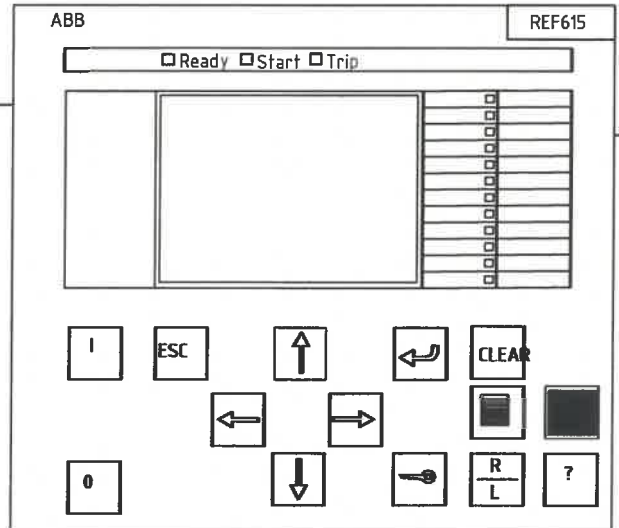 ABB REF615
Ready Start Trip
I ESC CLEAR
0 R ?
L